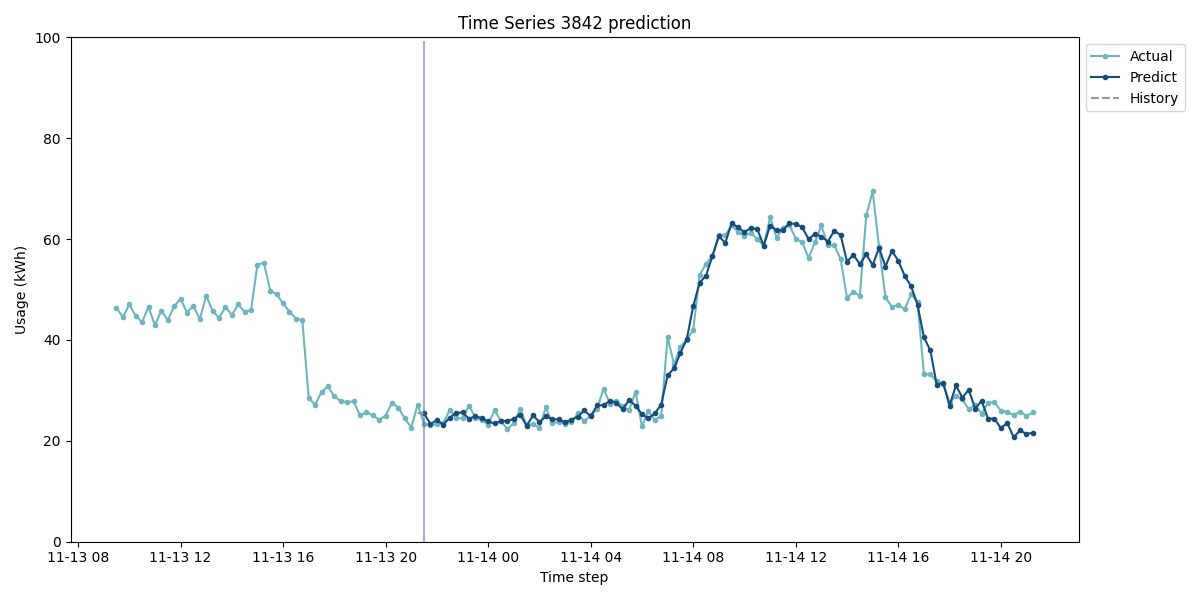 Time Series 3842 prediction
100
80
60
40
20
0
Usage (kWh)
11-13 08
11-13 12
11-13 16
11-13 20
11-14 00
11-14 04
11-14 08
11-14 12
11-14 16
11-14 20
Time step
Actual
Predict
History